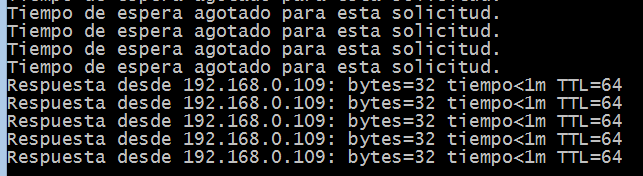 Tiempo de espera agotado para esta solicitud.
Tiempo de espera agotado para esta solicitud.
Tiempo de espera agotado para esta solicitud.
Tiempo de espera agotado para esta solicitud.
Tiempo de espera agotado para esta solicitud.
Respuesta desde 192.168.0.109: bytes=32 tiempo<1m TTL=64
Respuesta desde 192.168.0.109: bytes=32 tiempo<1m TTL=64
Respuesta desde 192.168.0.109: bytes=32 tiempo<1m TTL=64
Respuesta desde 192.168.0.109: bytes=32 tiempo<1m TTL=64
Respuesta desde 192.168.0.109: bytes=32 tiempo<1m TTL=64